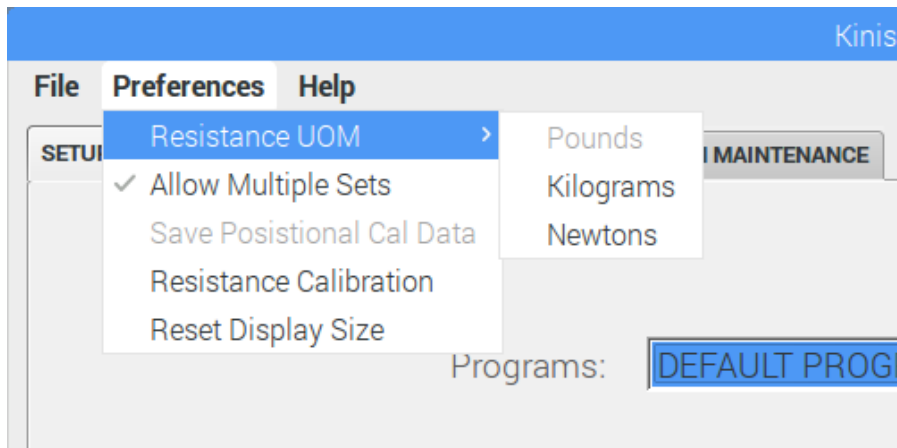 Kinis
File Preferences Help
SETU
Resistance UOM
Pounds
MAINTENANCE
Allow Multiple Sets
Kilograms
Save Posistional Cal Data
Newtons
Resistance Calibration
Reset Display Size
Programs: DEFAULT PROG